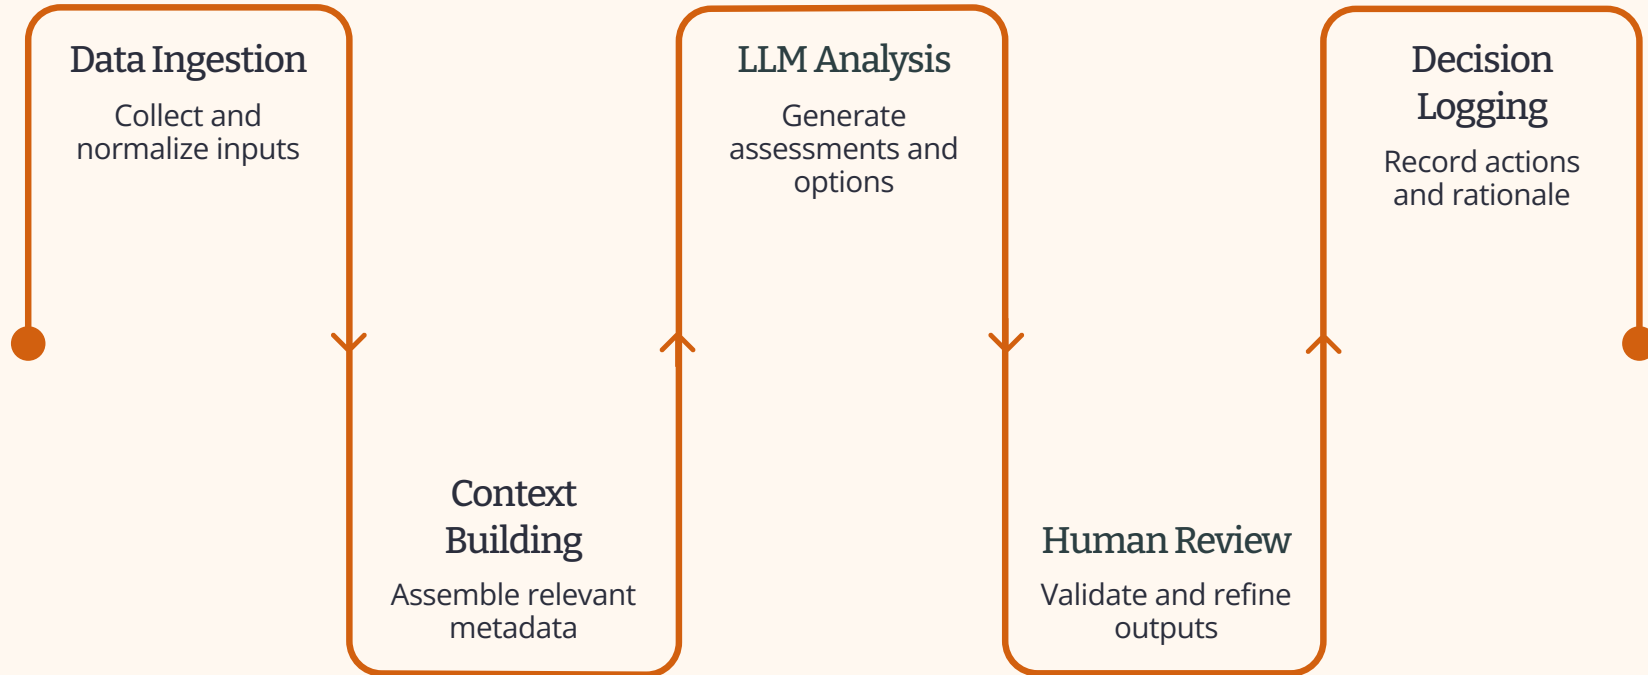 Data Ingestion
Collect and
normalize inputs
Context
Building
Assemble relevant
metadata
LLM Analysis
Generate
assessments and
options
Human Review
Validate and refine
outputs
Decision
Logging
Record actions
and rationale